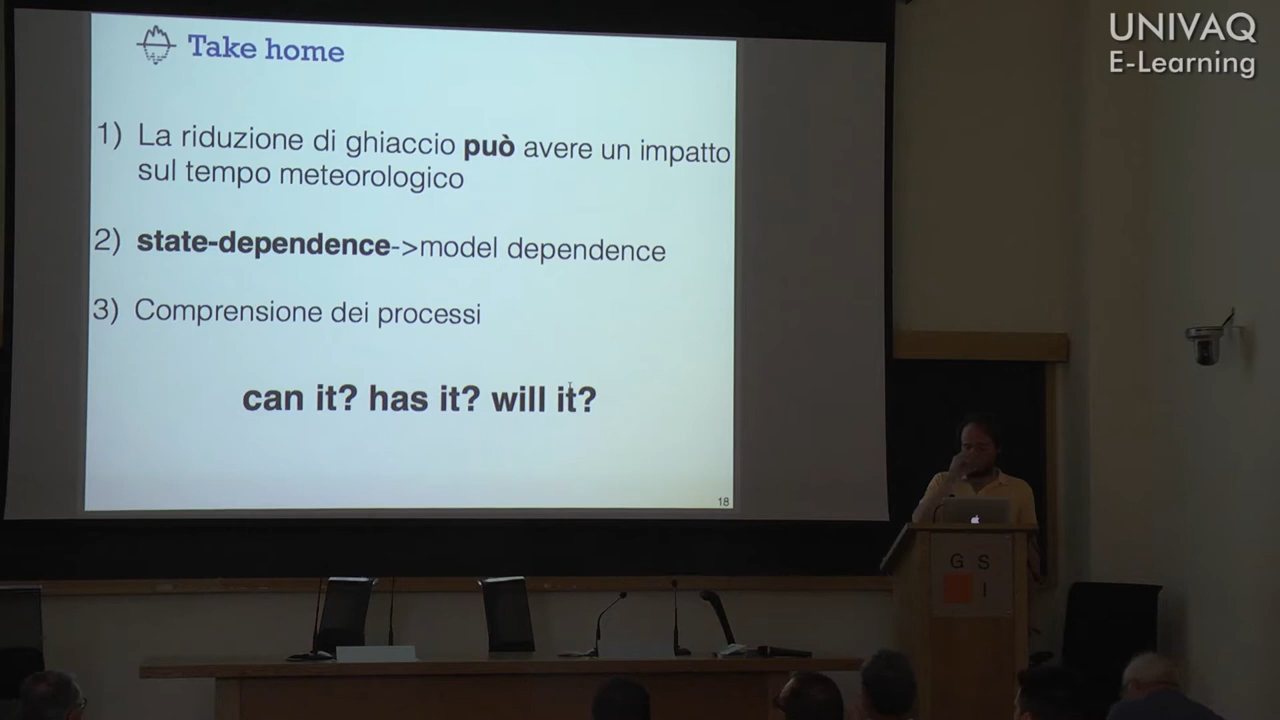 UNIVAQ
E-Learning
Take home
1) La riduzione di ghiaccio può avere un impatto
sul tempo meteorologico
2) state-dependence->model dependence
3) Comprensione dei processi
can it? has it? will it?
18
G S
I